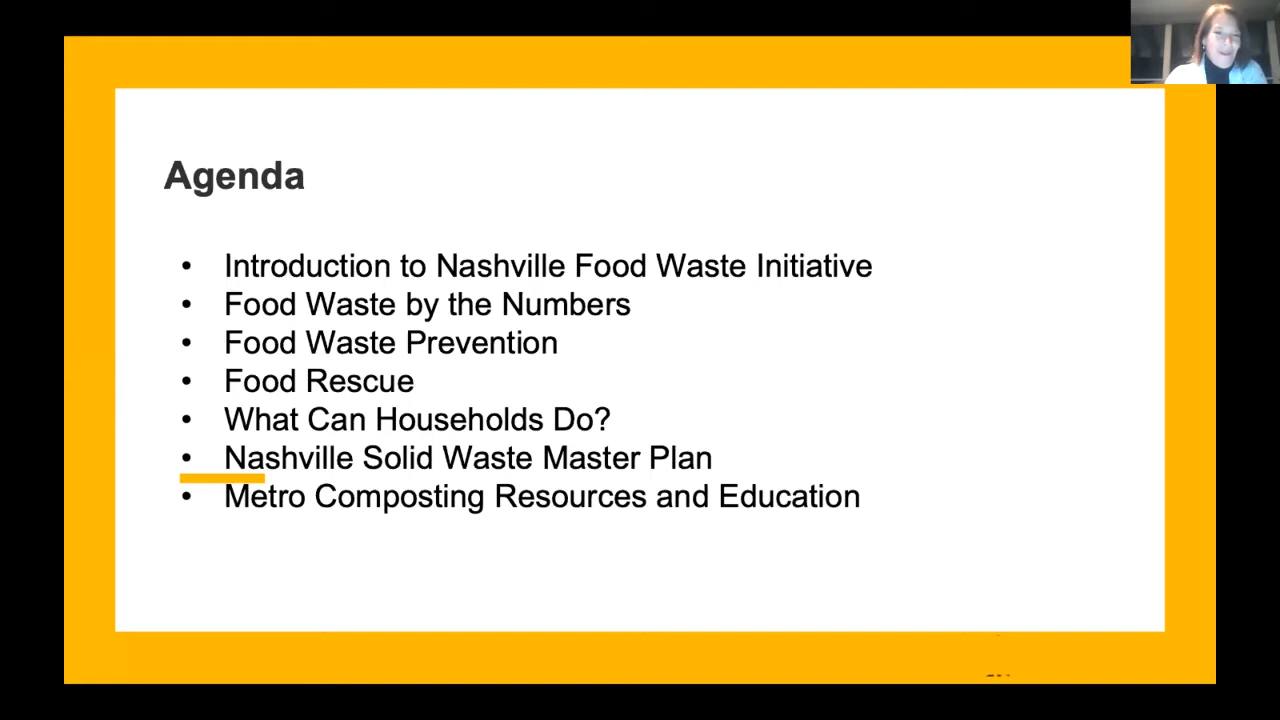 Agenda
• Introduction to Nashville Food Waste Initiative
• Food Waste by the Numbers
• Food Waste Prevention
• Food Rescue
• What Can Households Do?
• Nashville Solid Waste Master Plan
• Metro Composting Resources and Education